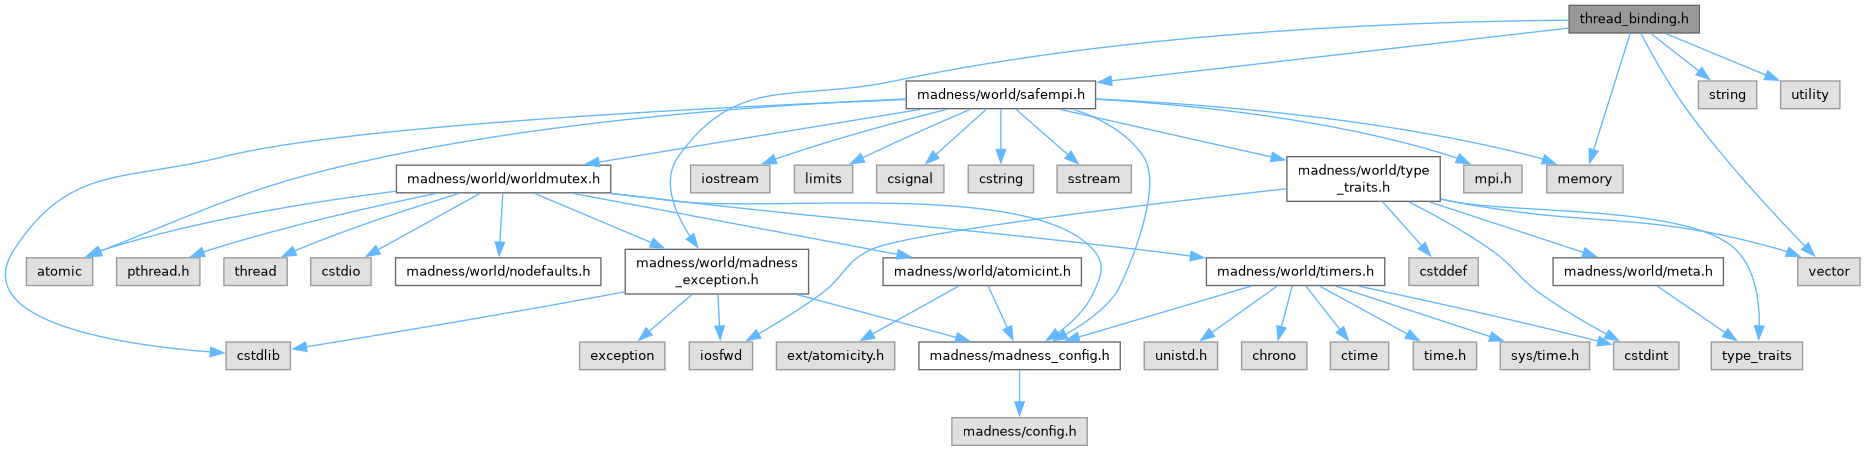 thread_binding.h
madness/world/safempi.h
string
utility
madness/world/worldmutex.h
iostream
limits
csignal
cstring
sstream
madness/world/type
_traits.h
mpi.h
memory
atomic
pthread.h
thread
cstdio
madness/world/nodefaults.h
madness/world/madness
_exception.h
madness/world/atomicint.h
madness/world/timers.h
cstddef
madness/world/meta.h
vector
cstdlib
exception
iosfwd
ext/atomicity.h
madness/madness_config.h
unistd.h
chrono
ctime
time.h
sys/time.h
cstdint
type_traits
madness/config.h